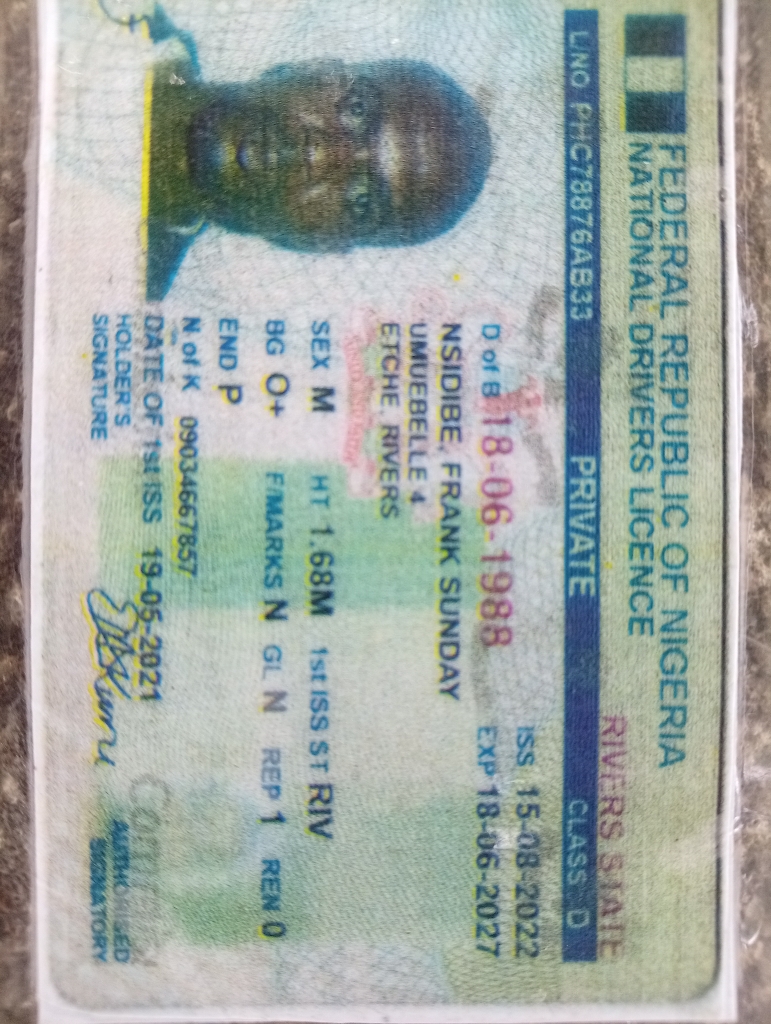 FEDERAL REPUBLIC OF NIGERIA
NATIONAL DRIVERS LICENCE
RIVERS STATE
L/NO PHC78876AB33 PRIVATE CLASS D
ISS 15-08-2022
D of B 18-06-1988 EXP 18-06-2027
NSIDIBE, FRANK SUNDAY
UMUEBELLE 4
ETCHE, RIVERS
SEX M HT 1.68M 1st ISS ST RIV
BG O+ F/MARKS N GL N REP 1 REN 0
END P
N of K 09034667857
DATE OF 1st ISS 19-05-2021
HOLDER'S
SIGNATURE
SIGNATORY